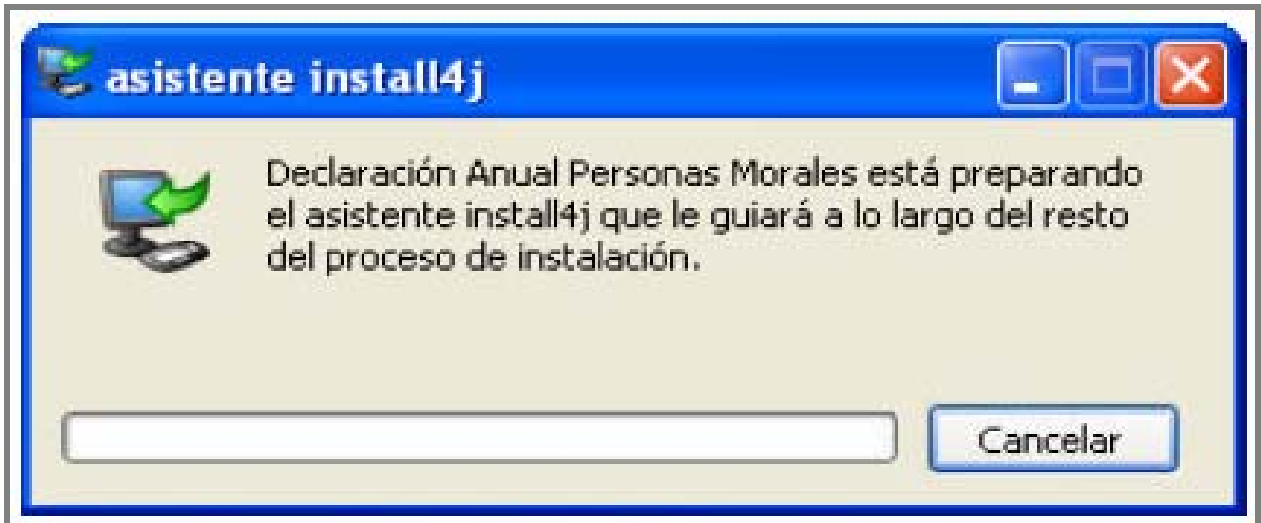 asistente install4j
Declaración Anual Personas Morales está preparando
el asistente install4j que le guiará a lo largo del resto
del proceso de instalación.
Cancelar